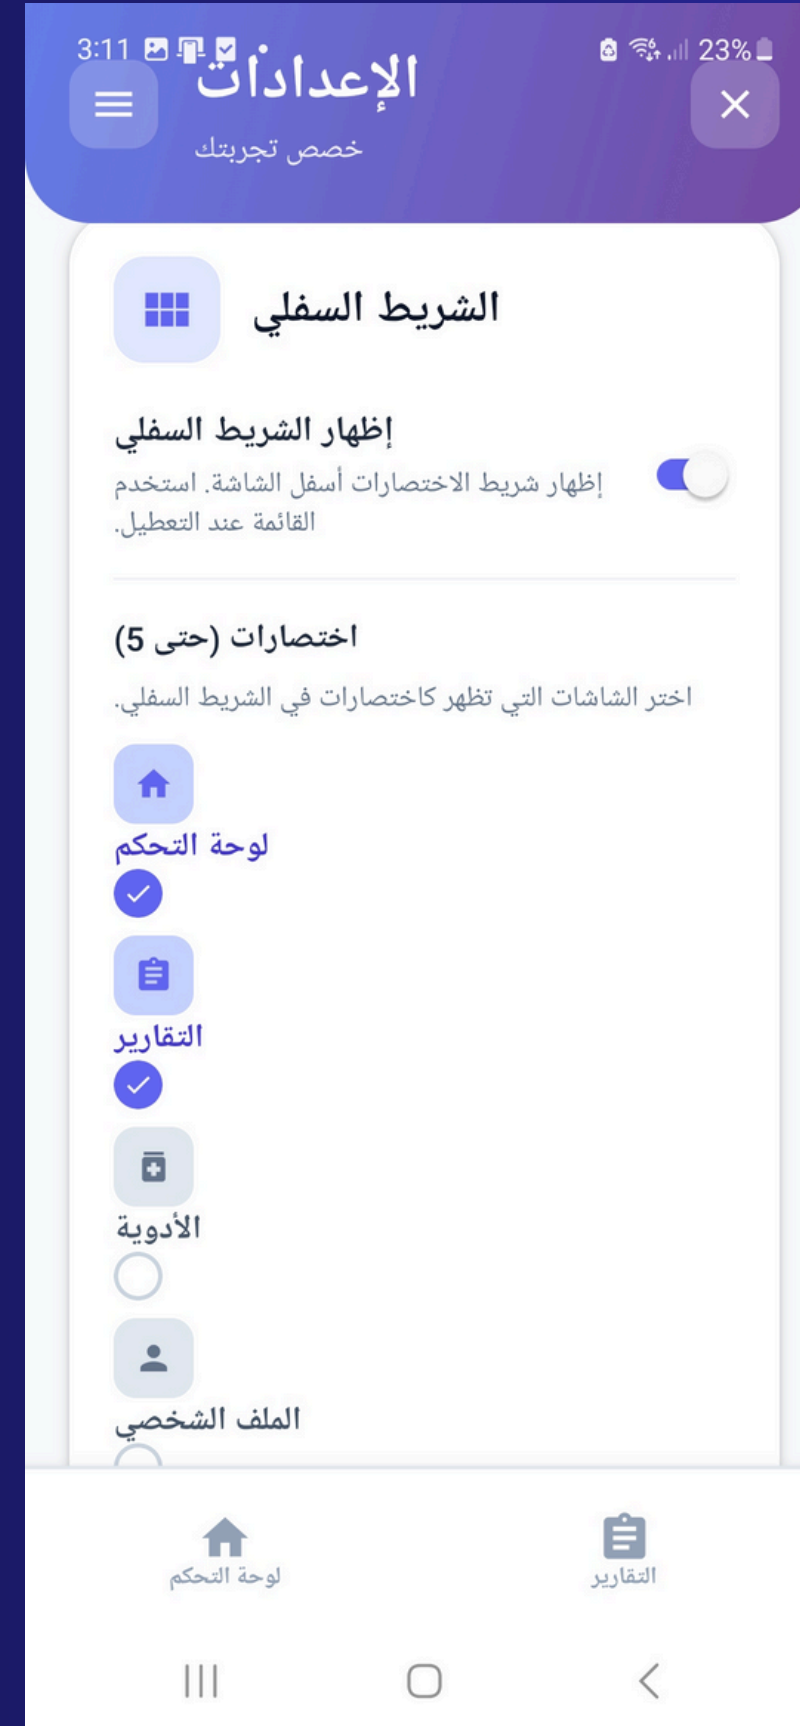 3:11
23%
الإعدادات
خصص تجربتك
الشريط السفلي
إظهار الشريط السفلي
إظهار شريط الاختصارات أسفل الشاشة. استخدم
القائمة عند التعطيل.
اختصارات (حتى 5)
اختر الشاشات التي تظهر كاختصارات في الشريط السفلي.
لوحة التحكم
التقارير
الأدوية
الملف الشخصي
لوحة التحكم
التقارير